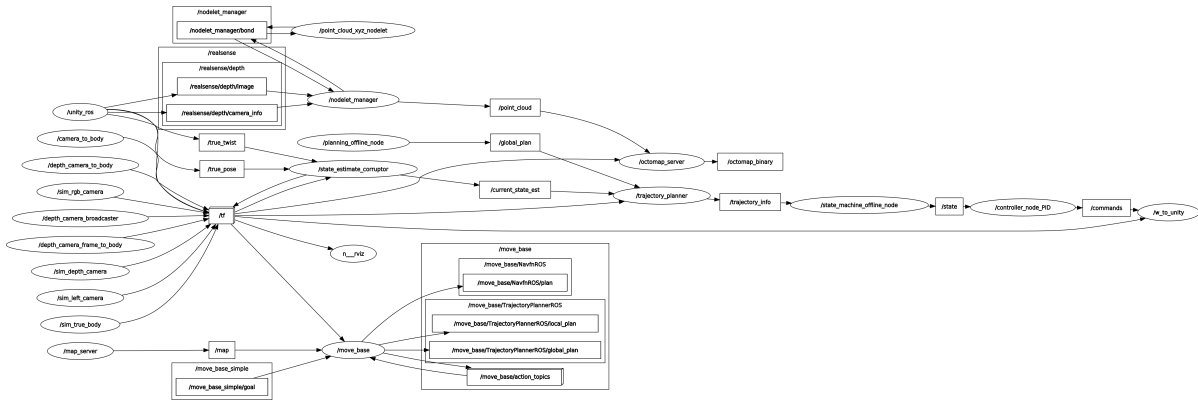 /nodelet_manager
/nodelet_manager/bond
/point_cloud_xyz_nodelet
/realsense
/realsense/depth
/realsense/depth/image
/realsense/depth/camera_info
/unity_ros
/nodelet_manager
/point_cloud
/camera_to_body
/true_twist
/planning_offline_node
/global_plan
/depth_camera_to_body
/true_pose
/state_estimate_corruptor
/octomap_server
/octomap_binary
/sim_rgb_camera
/current_state_est
/trajectory_planner
/trajectory_info
/state_machine_offline_node
/state
/controller_node_PID
/commands
/w_to_unity
/depth_camera_broadcaster
/tf
/depth_camera_frame_to_body
n___rviz
/sim_depth_camera
/sim_left_camera
/sim_true_body
/move_base
/move_base/NavfnROS
/move_base/NavfnROS/plan
/move_base/TrajectoryPlannerROS
/move_base/TrajectoryPlannerROS/local_plan
/move_base/TrajectoryPlannerROS/global_plan
/move_base/action_topics
/map_server
/map
/move_base
/move_base_simple
/move_base_simple/goal